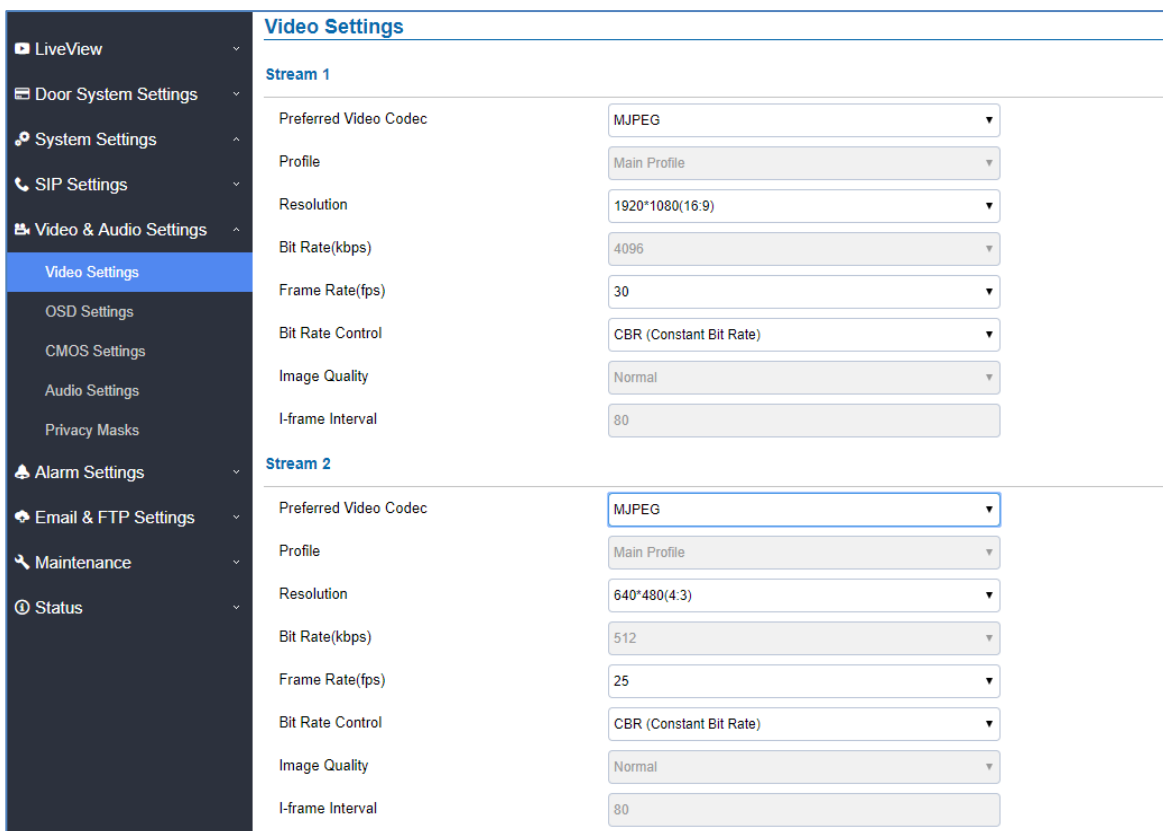 LiveView
Door System Settings
System Settings
SIP Settings
Video & Audio Settings
Video Settings
OSD Settings
CMOS Settings
Audio Settings
Privacy Masks
Alarm Settings
Email & FTP Settings
Maintenance
Status
Video Settings
Stream 1
Preferred Video Codec MJPEG
Profile Main Profile
Resolution 1920*1080(16:9)
Bit Rate(kbps) 4096
Frame Rate(fps) 30
Bit Rate Control CBR (Constant Bit Rate)
Image Quality Normal
I-frame Interval 80
Stream 2
Preferred Video Codec MJPEG
Profile Main Profile
Resolution 640*480(4:3)
Bit Rate(kbps) 512
Frame Rate(fps) 25
Bit Rate Control CBR (Constant Bit Rate)
Image Quality Normal
I-frame Interval 80